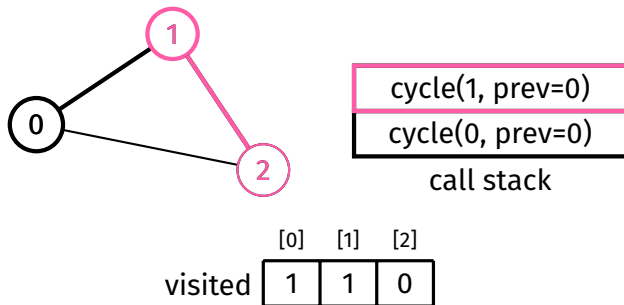 1
0
2
cycle(1, prev=0)
cycle(0, prev=0)
call stack
[0] [1] [2]
visited 1 1 0